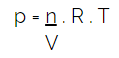 p = n . R . T
V